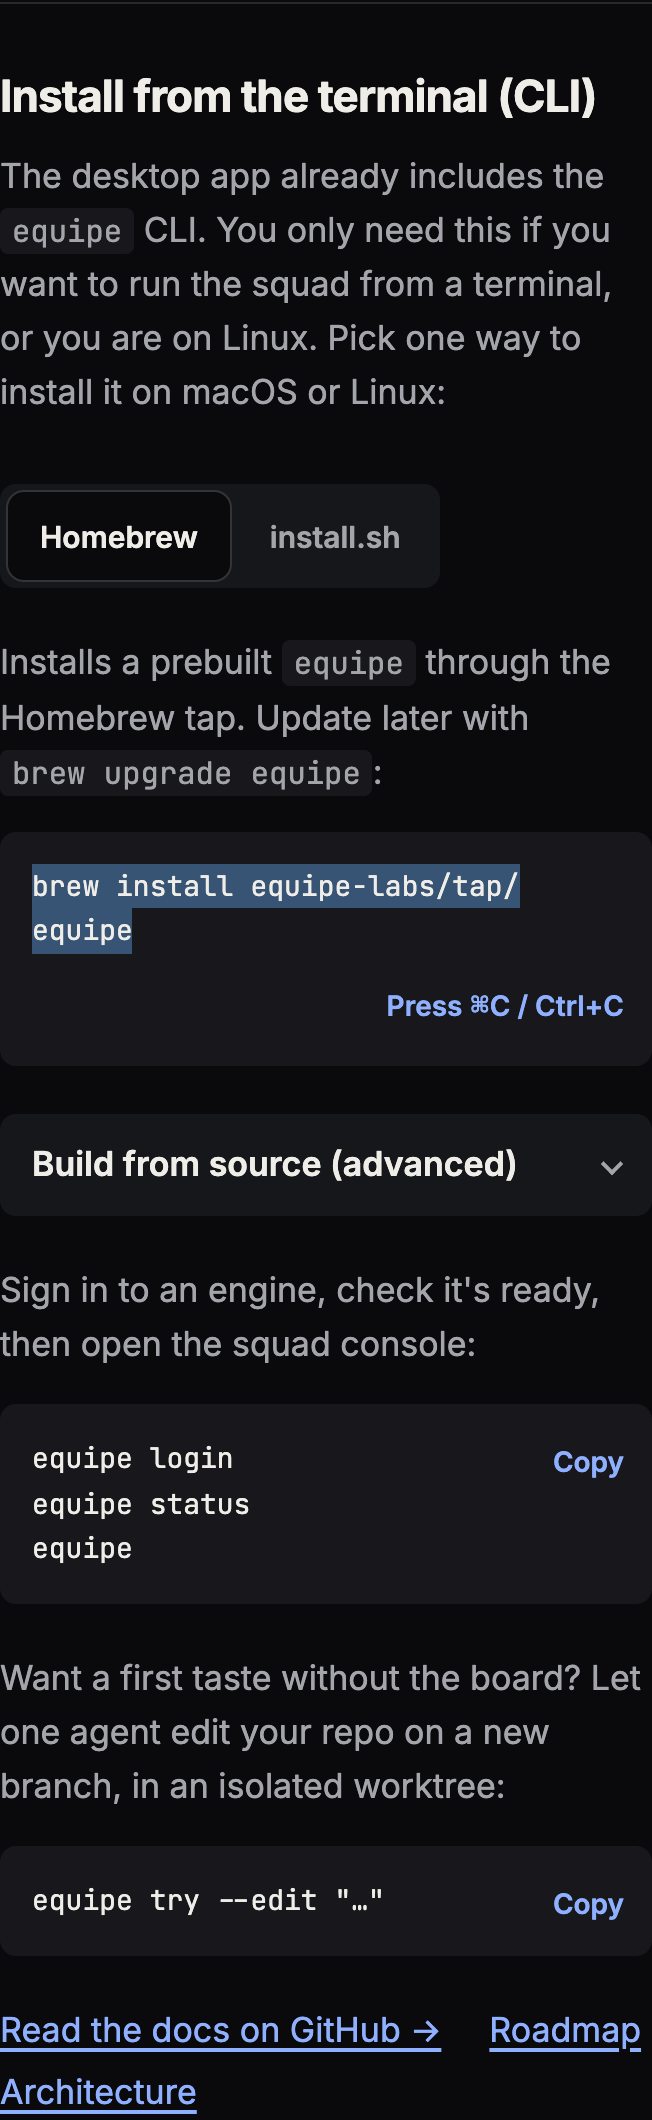 Install from the terminal (CLI)
The desktop app already includes the
equipe CLI. You only need this if you
want to run the squad from a terminal,
or you are on Linux. Pick one way to
install it on macOS or Linux:
Homebrew install.sh
Installs a prebuilt equipe through the
Homebrew tap. Update later with
brew upgrade equipe:
brew install equipe-labs/tap/
equipe
Press ⌘C / Ctrl+C
Build from source (advanced)
Sign in to an engine, check it's ready,
then open the squad console:
equipe login
Copy
equipe status
equipe
Want a first taste without the board? Let
one agent edit your repo on a new
branch, in an isolated worktree:
equipe try --edit "…"
Copy
Read the docs on GitHub → Roadmap
Architecture